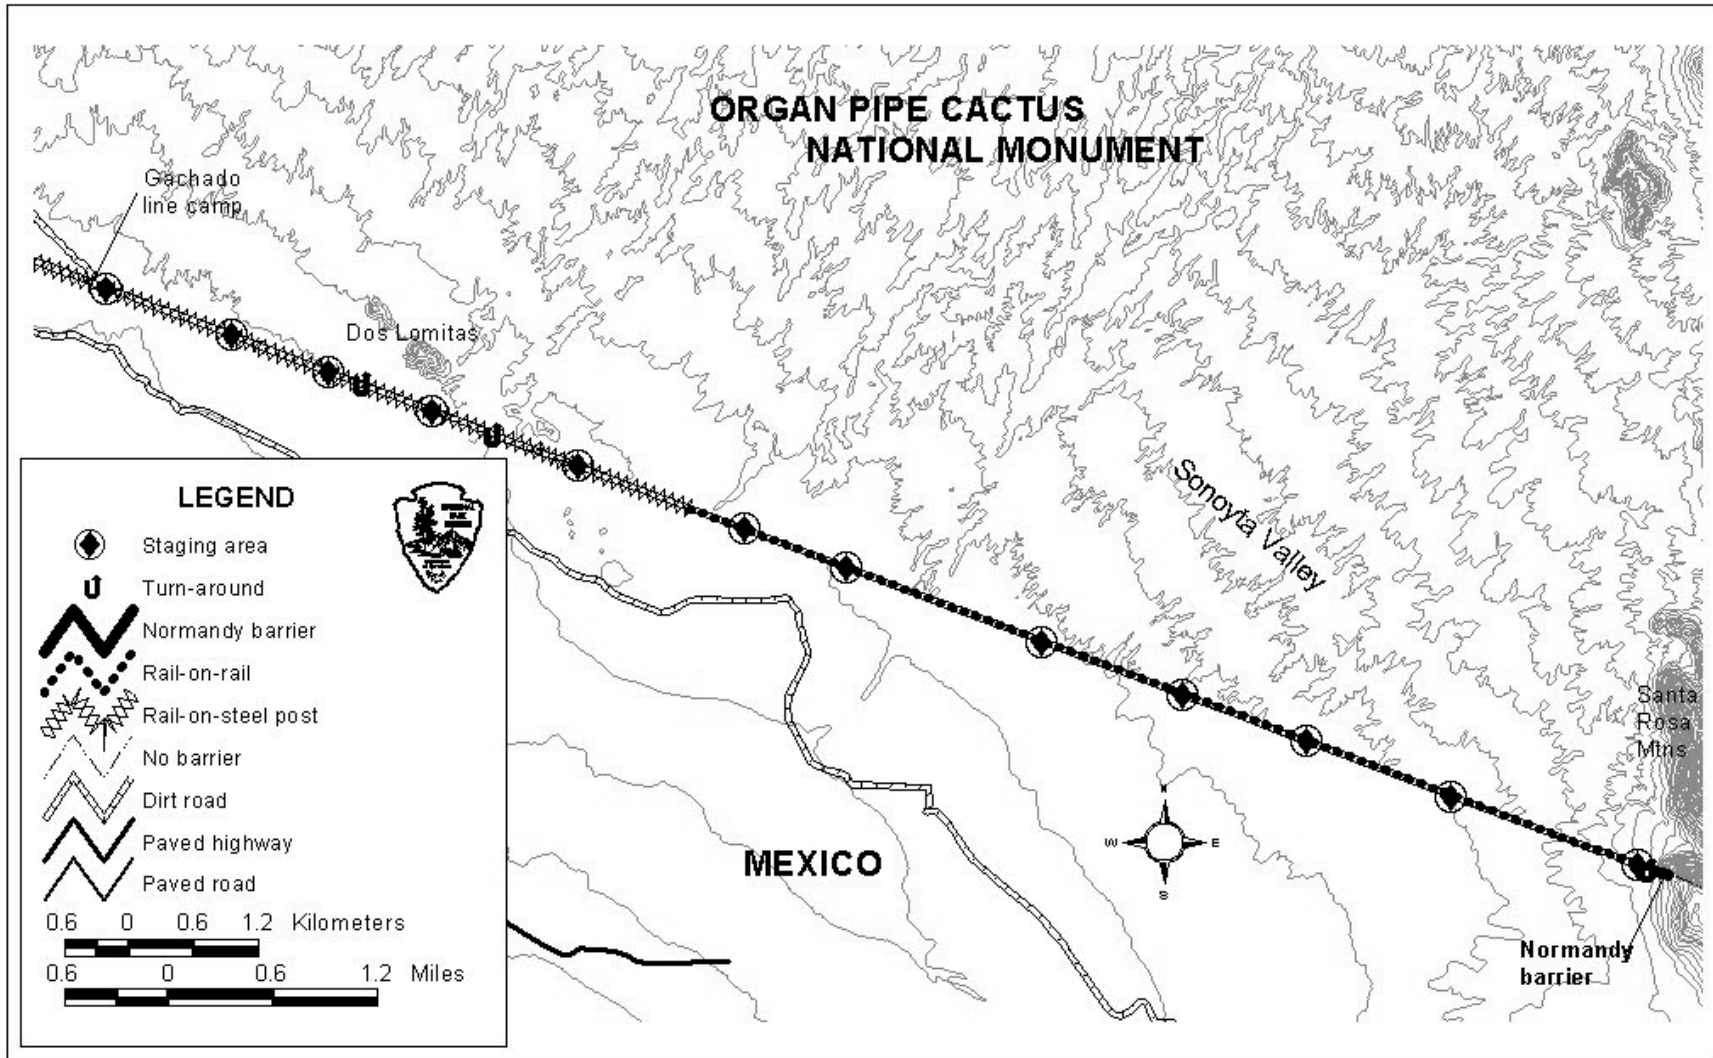 ORGAN PIPE CACTUS
NATIONAL MONUMENT
Gachado
line camp
Dos Lomitas
Sonoyta Valley
Santa
Rosa
Mtns
MEXICO
N
W E
S
Normandy
barrier
LEGEND
Staging area
Turn-around
Normandy barrier
Rail-on-rail
Rail-on-steel post
No barrier
Dirt road
Paved highway
Paved road
0.6 0 0.6 1.2 Kilometers
0.6 0 0.6 1.2 Miles